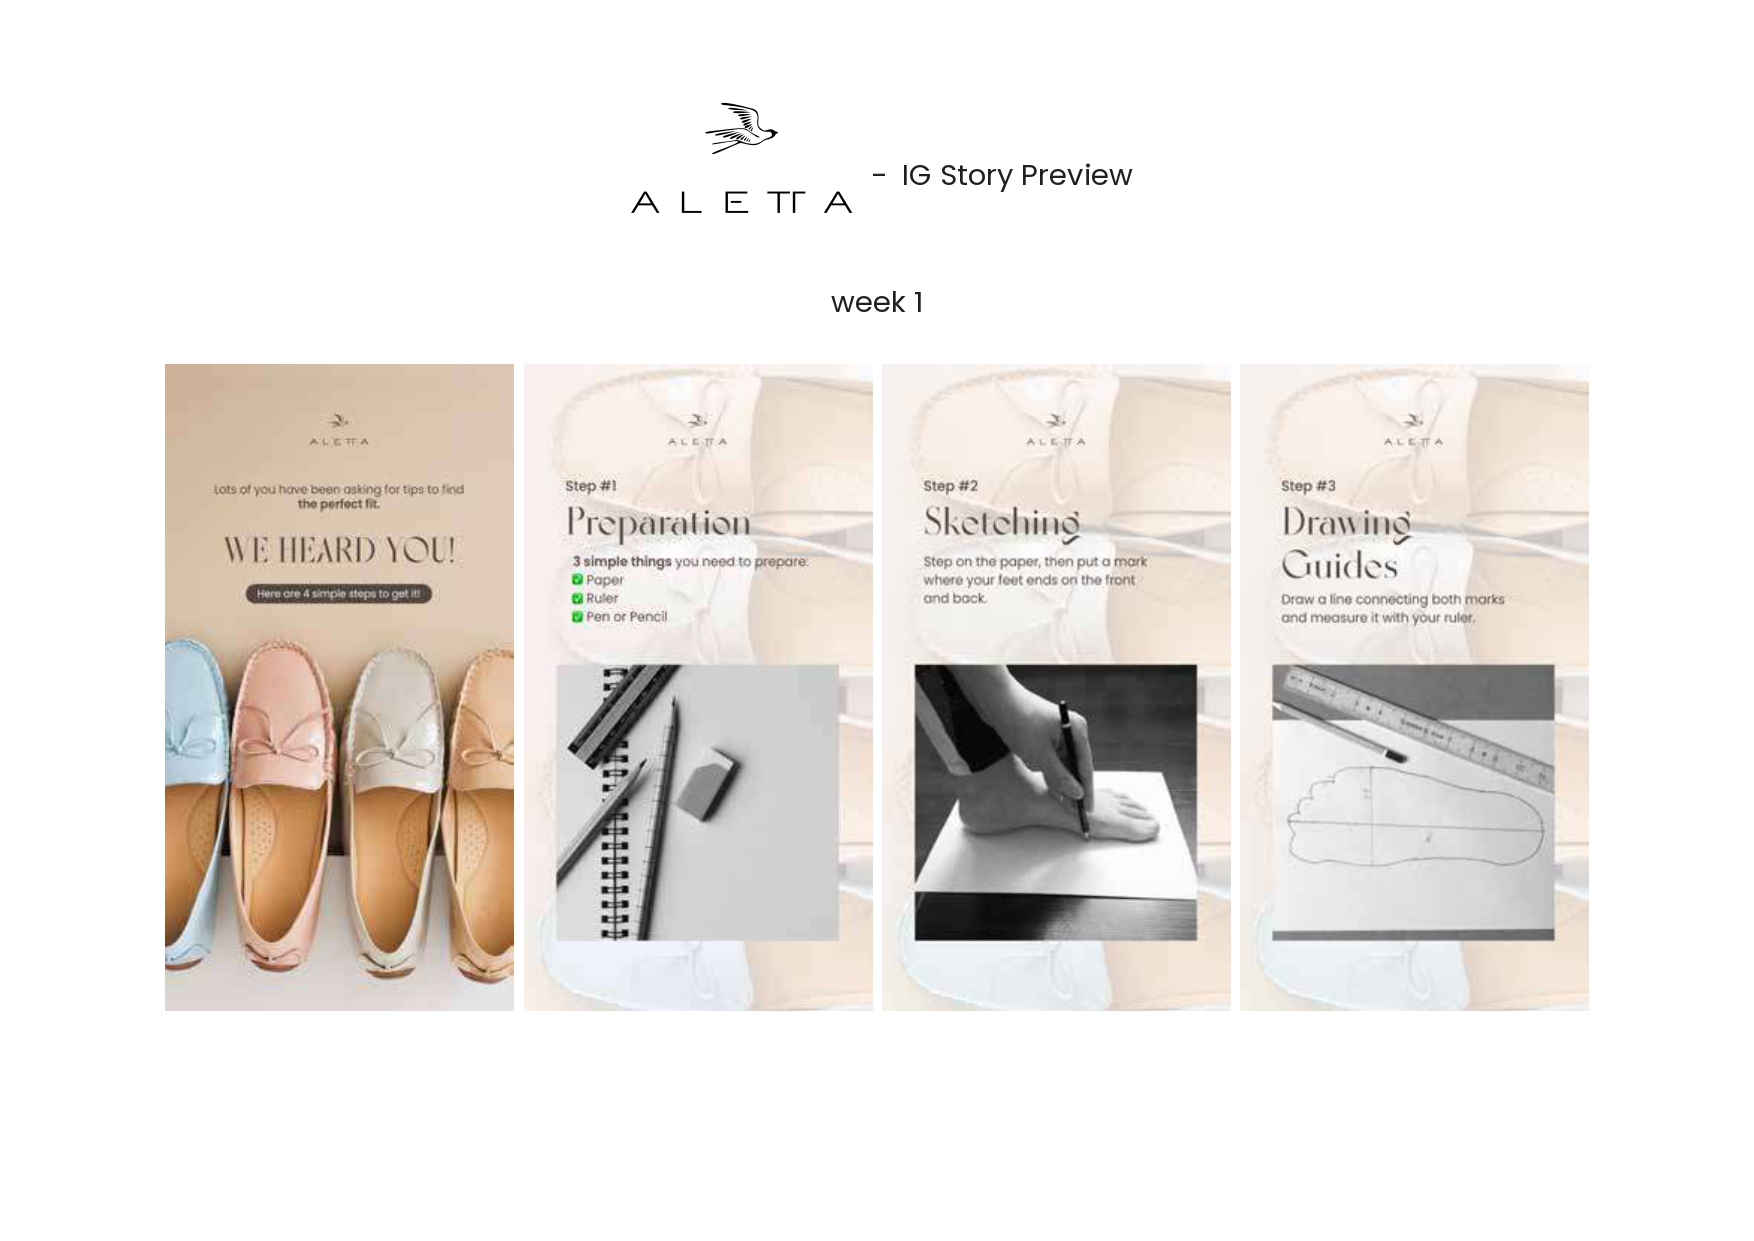 ALETTA
- IG Story Preview
week 1
ALETTA
Lots of you have been asking for tips to find
the perfect fit.
WE HEARD YOU!
Here are 4 simple steps to get it!
ALETTA
Step #1
Preparation
3 simple things you need to prepare:
✅ Paper
✅ Ruler
✅ Pen or Pencil
ALETTA
Step #2
Sketching
Step on the paper, then put a mark
where your feet ends on the front
and back.
ALETTA
Step #3
Drawing
Guides
Draw a line connecting both marks
and measure it with your ruler.